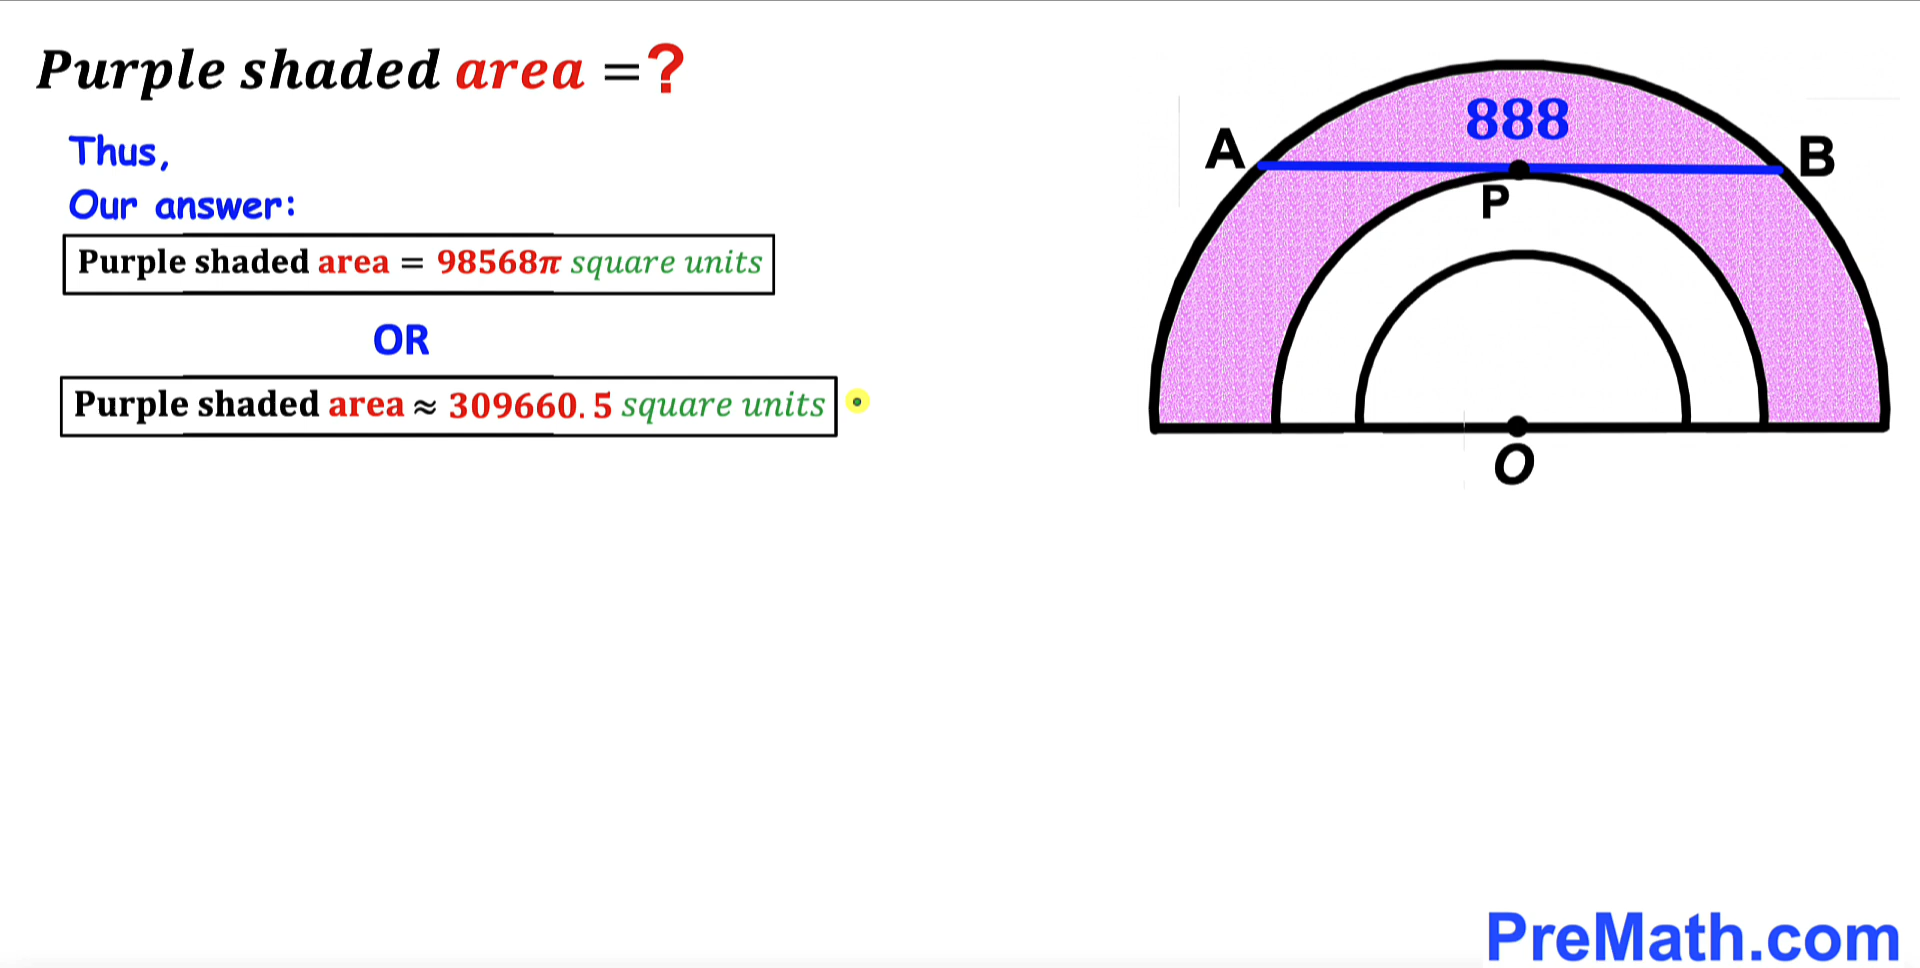 Purple shaded area =?
Thus,
Our answer:
Purple shaded area = 98568π square units
OR
Purple shaded area ≈ 309660.5 square units
888
A
B
P
O
PreMath.com